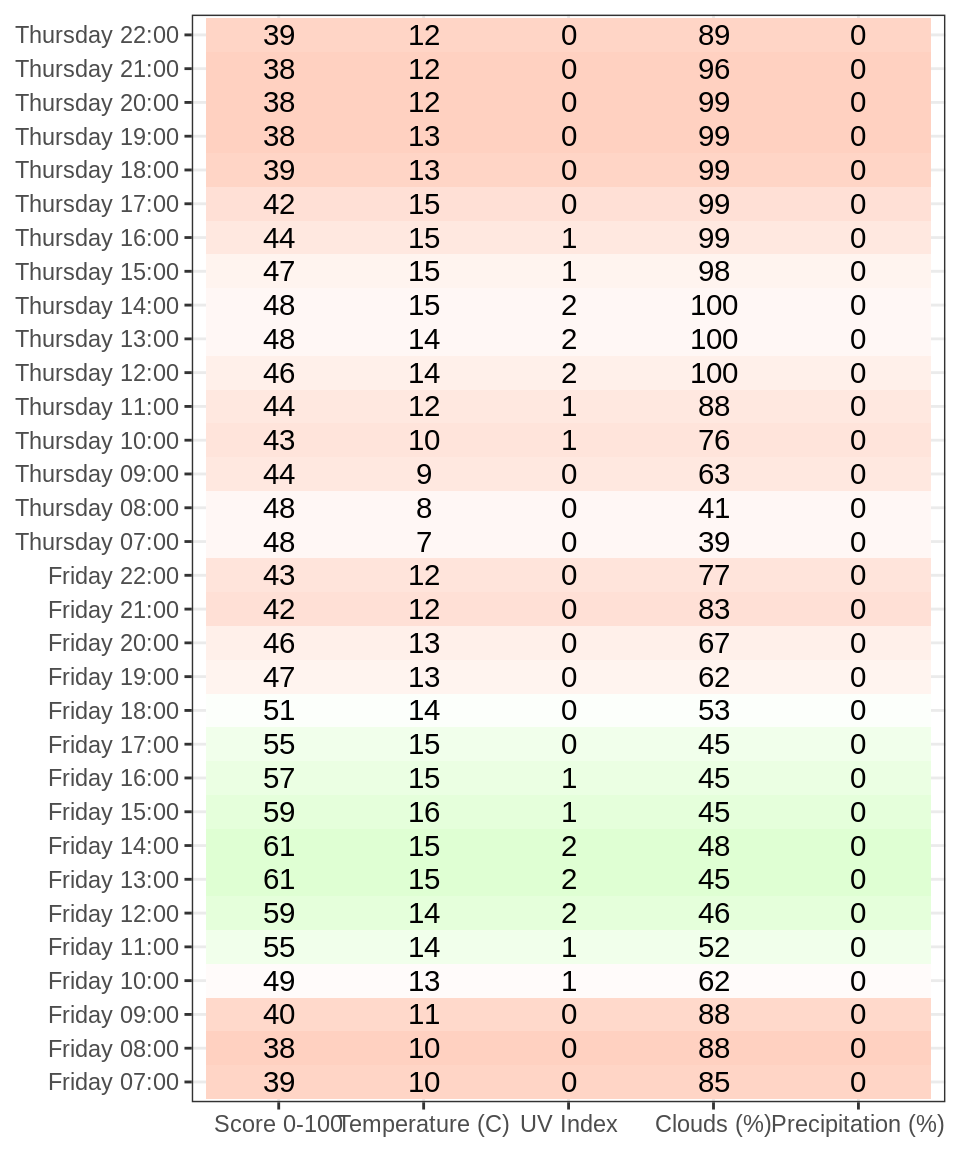 Thursday 22:00 39 12 0 89 0
Thursday 21:00 38 12 0 96 0
Thursday 20:00 38 12 0 99 0
Thursday 19:00 38 13 0 99 0
Thursday 18:00 39 13 0 99 0
Thursday 17:00 42 15 0 99 0
Thursday 16:00 44 15 1 99 0
Thursday 15:00 47 15 1 98 0
Thursday 14:00 48 15 2 100 0
Thursday 13:00 48 14 2 100 0
Thursday 12:00 46 14 2 100 0
Thursday 11:00 44 12 1 88 0
Thursday 10:00 43 10 1 76 0
Thursday 09:00 44 9 0 63 0
Thursday 08:00 48 8 0 41 0
Thursday 07:00 48 7 0 39 0
Friday 22:00 43 12 0 77 0
Friday 21:00 42 12 0 83 0
Friday 20:00 46 13 0 67 0
Friday 19:00 47 13 0 62 0
Friday 18:00 51 14 0 53 0
Friday 17:00 55 15 0 45 0
Friday 16:00 57 15 1 45 0
Friday 15:00 59 16 1 45 0
Friday 14:00 61 15 2 48 0
Friday 13:00 61 15 2 45 0
Friday 12:00 59 14 2 46 0
Friday 11:00 55 14 1 52 0
Friday 10:00 49 13 1 62 0
Friday 09:00 40 11 0 88 0
Friday 08:00 38 10 0 88 0
Friday 07:00 39 10 0 85 0
Score 0-100 Temperature (C) UV Index Clouds (%) Precipitation (%)